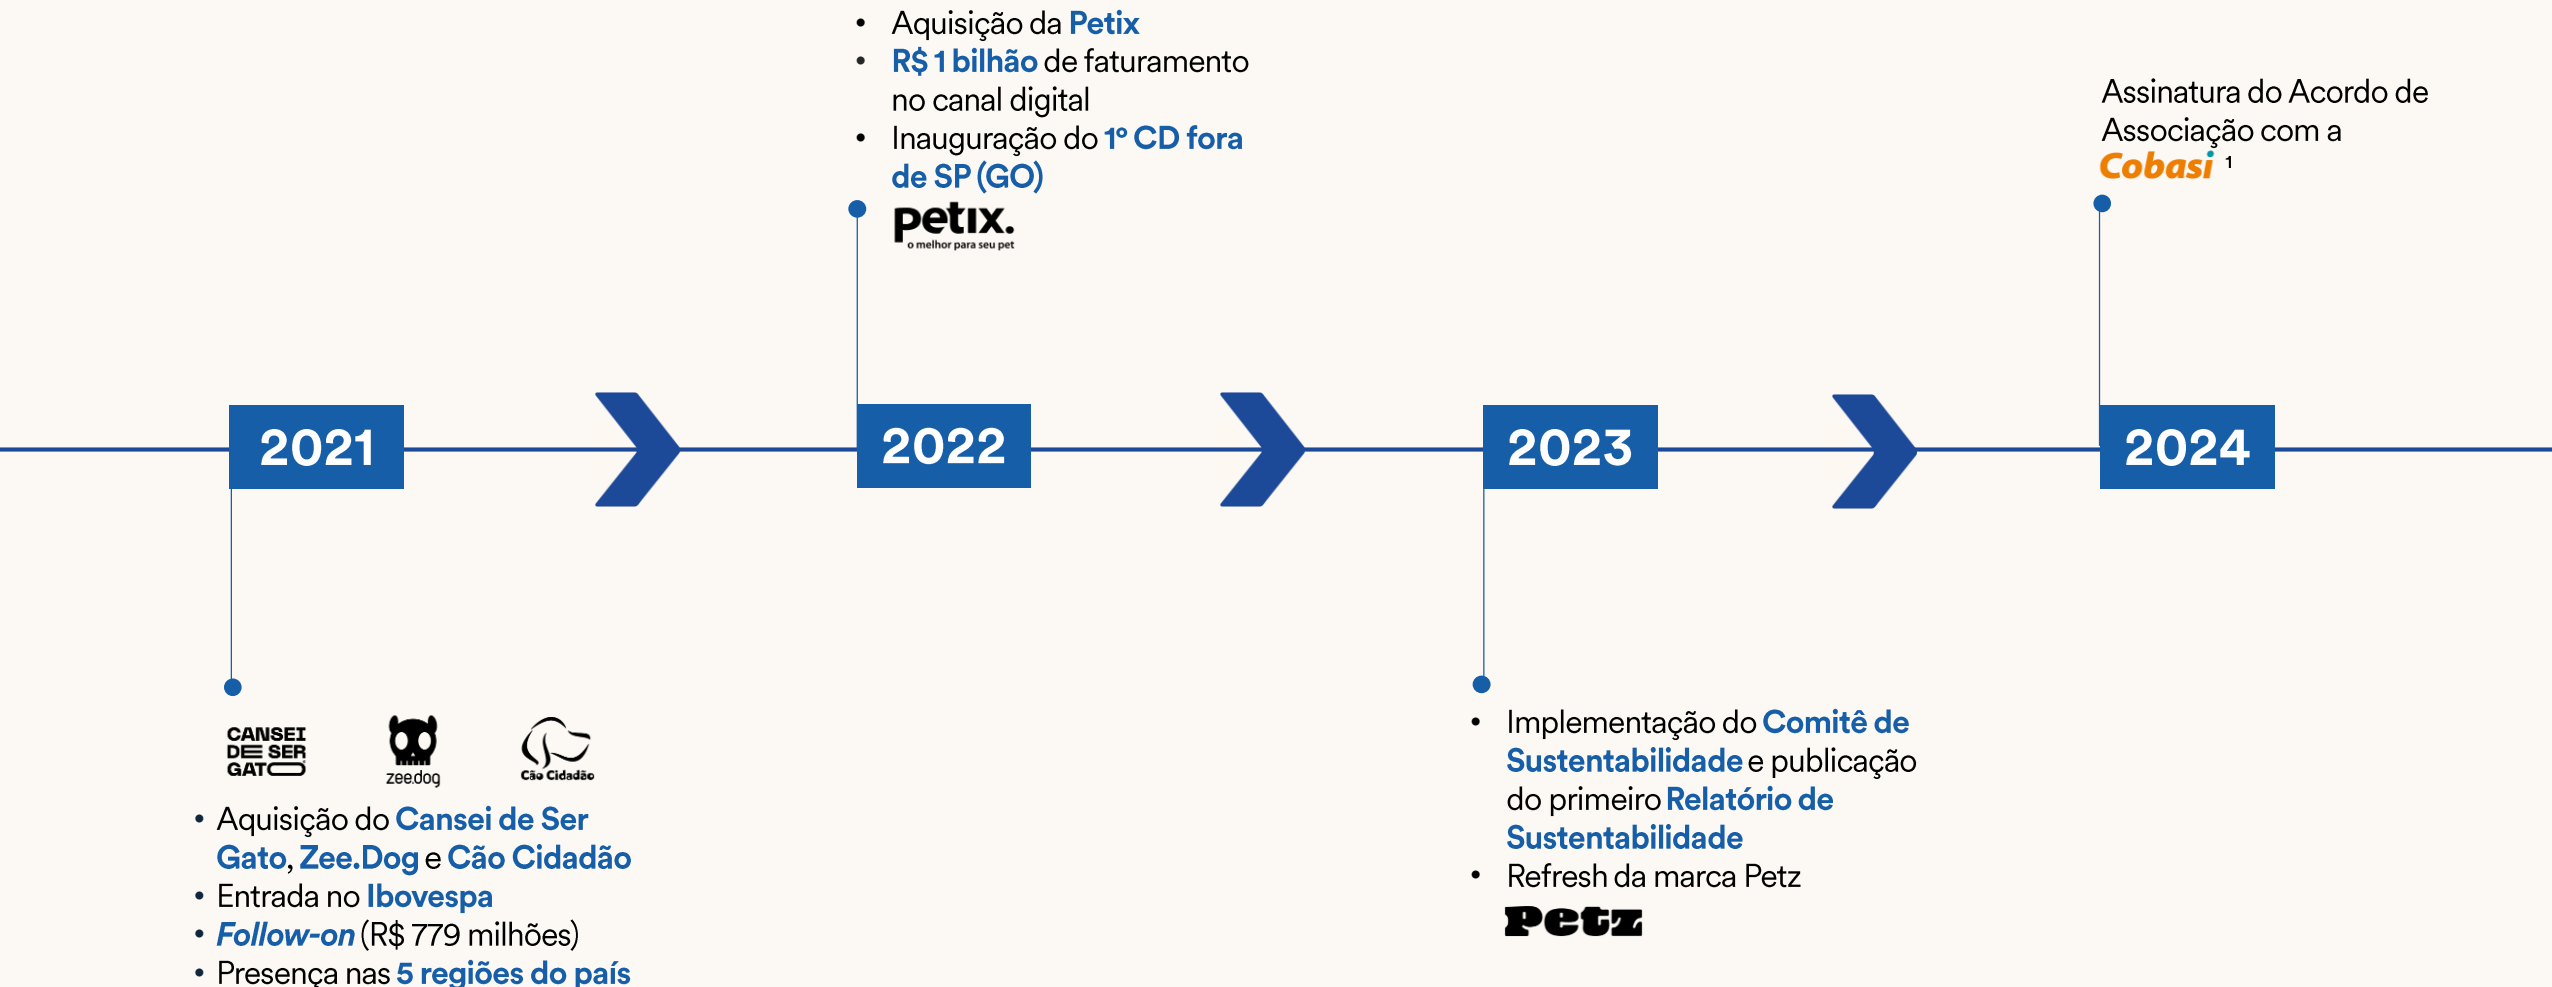 Aquisição da Petix
R$ 1 bilhão de faturamento
no canal digital
Inauguração do 1º CD fora
de SP (GO)
petix.
o melhor para seu pet
Assinatura do Acordo de
Associação com a
Cobasi 1
2021
2022
2023
2024
CANSEI
DE SER
GATO
zee.dog
Cão Cidadão
• Aquisição do Cansei de Ser
Gato, Zee.Dog e Cão Cidadão
• Entrada no Ibovespa
• Follow-on (R$ 779 milhões)
• Presença nas 5 regiões do país
• Implementação do Comitê de
Sustentabilidade e publicação
do primeiro Relatório de
Sustentabilidade
• Refresh da marca Petz
Petz